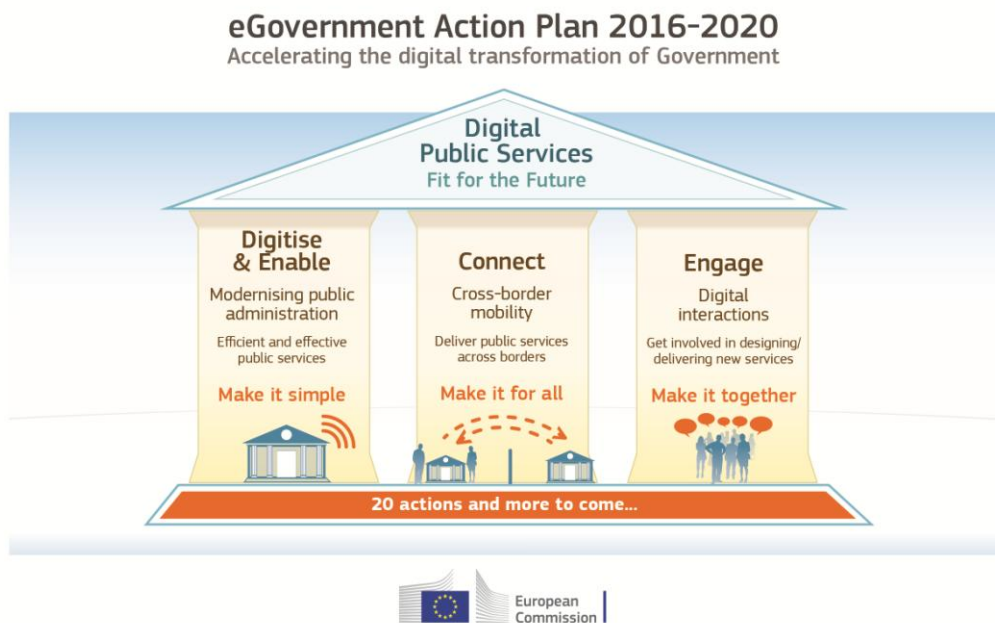 eGovernment Action Plan 2016-2020
Accelerating the digital transformation of Government
Digital
Public Services
Fit for the Future
Digitise
& Enable
Modernising public
administration
Efficient and effective
public services
Make it simple
Connect
Cross-border
mobility
Deliver public services
across borders
Make it for all
Engage
Digital
interactions
Get involved in designing/
delivering new services
Make it together
20 actions and more to come...
European
Commission